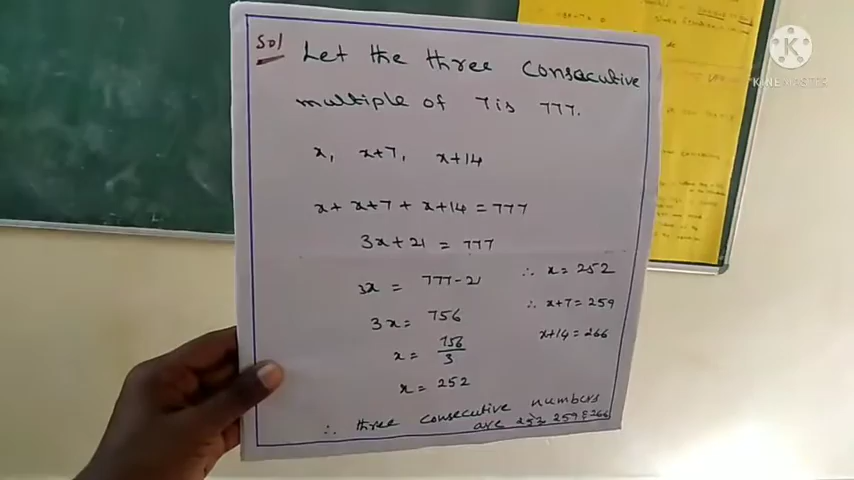 Sol
Let the three Consecutive
multiple of 7 is 777.
x, x+7, x+14
x+ x+7 + x+14 = 777
3x+21 = 777
3x = 777-21
3x = 756
x = 756/3
x = 252
∴ x = 252
∴ x+7 = 259
x+14 = 266
∴ three consecutive numbers
are 252, 259 & 266
K
KINEMASTER